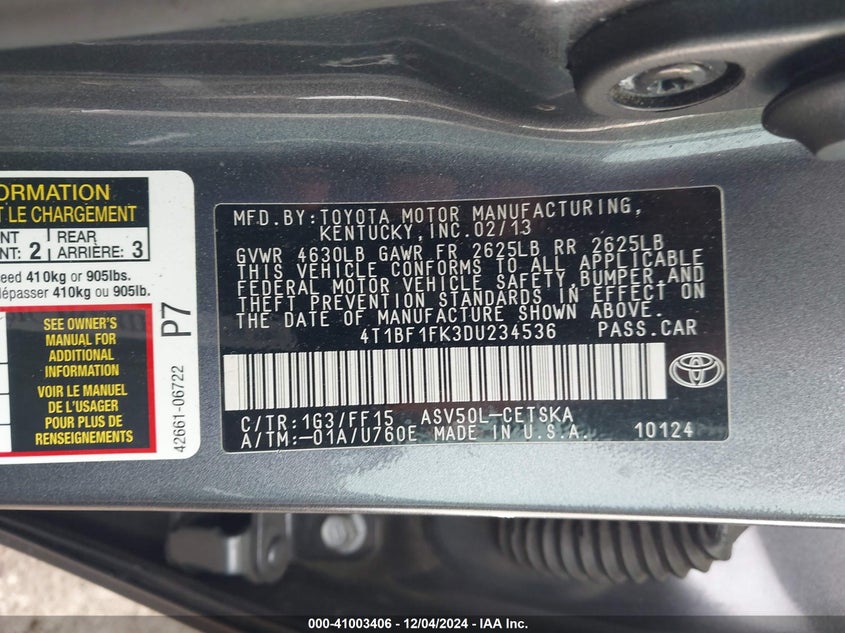 ORMATION
T LE CHARGEMENT
NT
NT: 2
REAR
ARRIÈRE: 3
eed 410kg or 905lbs.
dépasser 410kg ou 905lb.
SEE OWNER'S
MANUAL FOR
ADDITIONAL
INFORMATION
VOIR LE MANUEL
DE L'USAGER
POUR PLUS DE
RENSEIGNEMENTS
P7
42661-06722
MFD.BY:TOYOTA MOTOR MANUFACTURING,
KENTUCKY,INC.02/13
GVWR 4630LB GAWR FR 2625LB RR 2625LB
THIS VEHICLE CONFORMS TO ALL APPLICABLE
FEDERAL MOTOR VEHICLE SAFETY,BUMPER,AND
THEFT PREVENTION STANDARDS IN EFFECT ON
THE DATE OF MANUFACTURE SHOWN ABOVE.
4T1BF1FK3DU234536 PASS.CAR
C/TR:1G3/FF15 ASV50L-CETSKA
A/TM:-01A/U760E MADE IN U.S.A. 10124
TOYOTA
000-41003406 - 12/04/2024 - IAA Inc.